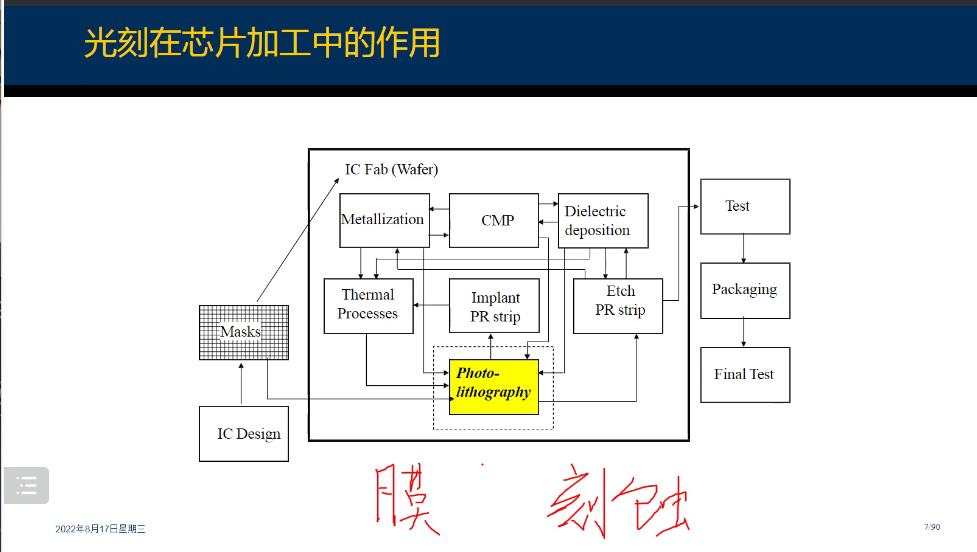 光刻在芯片加工中的作用
IC Fab (Wafer)
Metallization
CMP
Dielectric
deposition
Test
Thermal
Processes
Implant
PR strip
Etch
PR strip
Packaging
Masks
Photo-
lithography
Final Test
IC Design
膜 刻蚀
2022年8月17日星期三
7/90